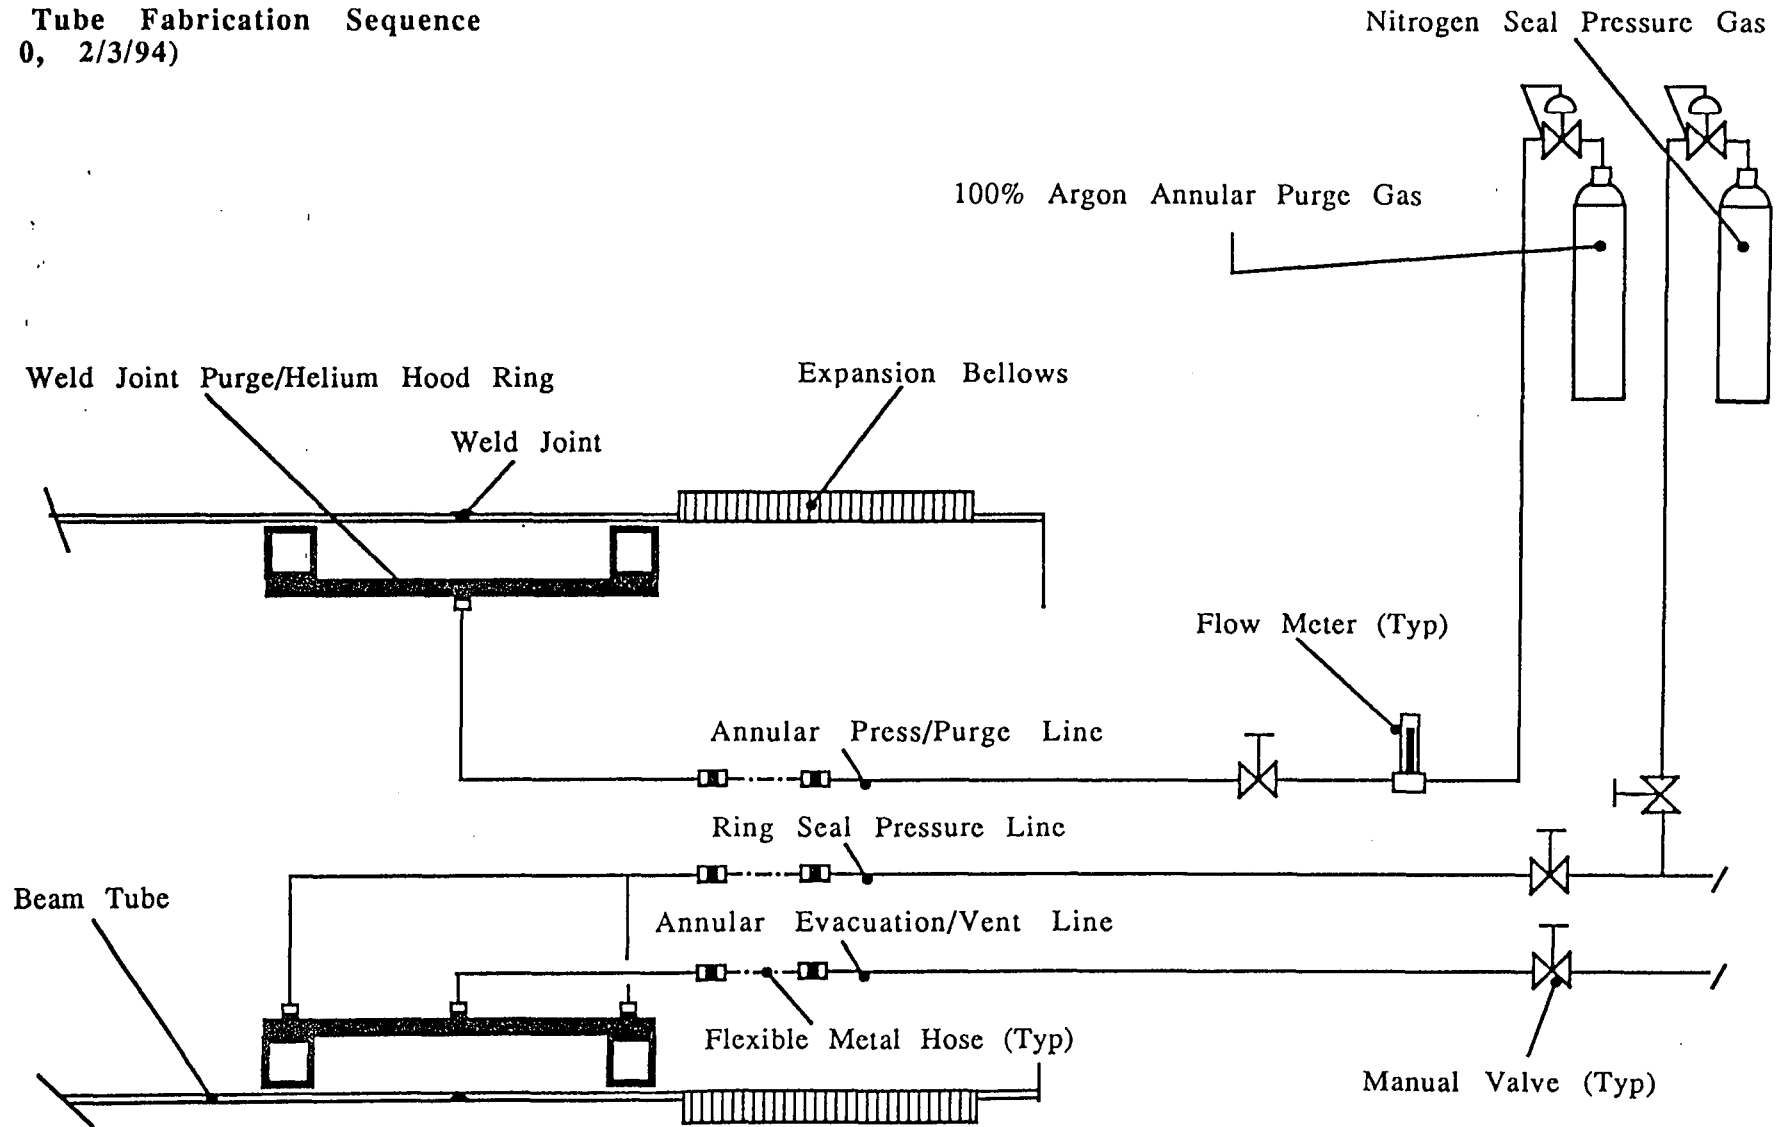 Tube Fabrication Sequence
0, 2/3/94)
Nitrogen Seal Pressure Gas
100% Argon Annular Purge Gas
Weld Joint Purge/Helium Hood Ring
Expansion Bellows
Weld Joint
Flow Meter (Typ)
Annular Press/Purge Line
Ring Seal Pressure Line
Beam Tube
Annular Evacuation/Vent Line
Flexible Metal Hose (Typ)
Manual Valve (Typ)